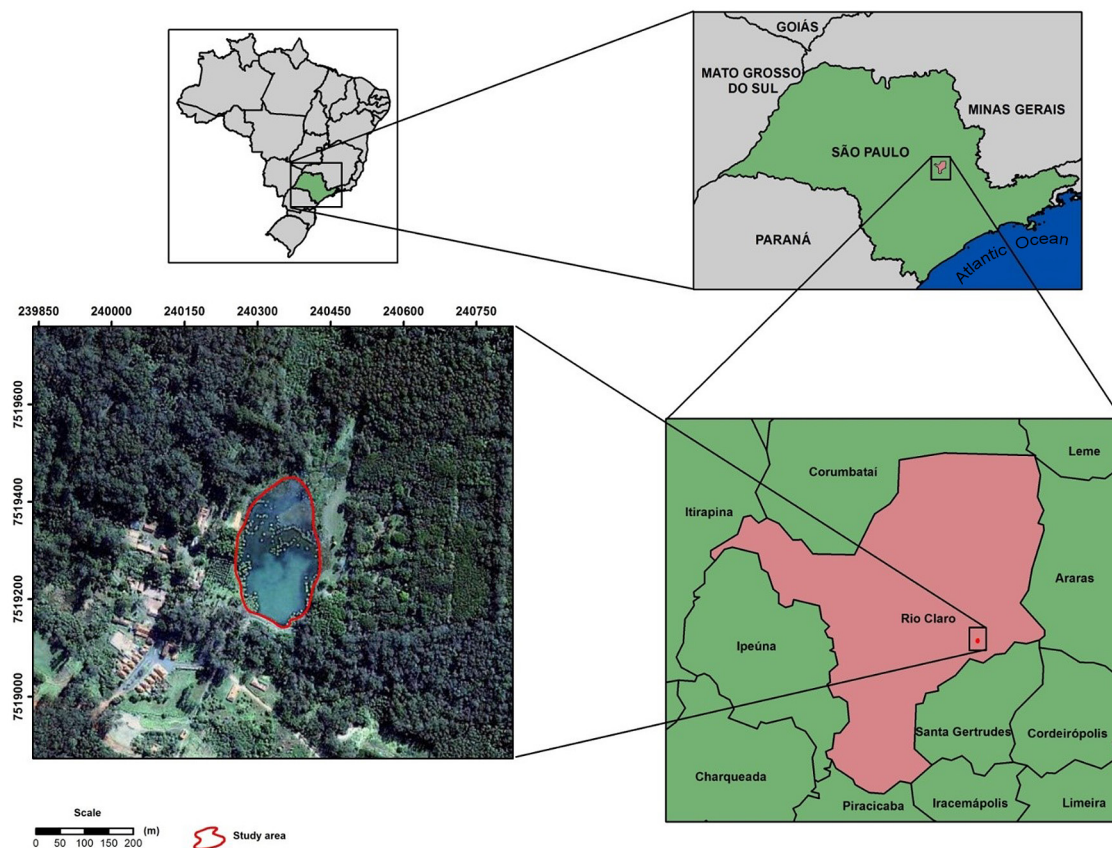 GOIÁS
MATO GROSSO
DO SUL
MINAS GERAIS
SÃO PAULO
PARANÁ
Atlantic Ocean
239850 240000 240150 240300 240450 240600 240750
7519600
7519400
7519200
7519000
Leme
Corumbatai
Itirapina
Araras
Rio Claro
Ipeúna
Santa Gertrudes
Cordeirópolis
Charqueada
Piracicaba
Iracemápolis
Limeira
Scale
(m)
0 50 100 150 200
Study area